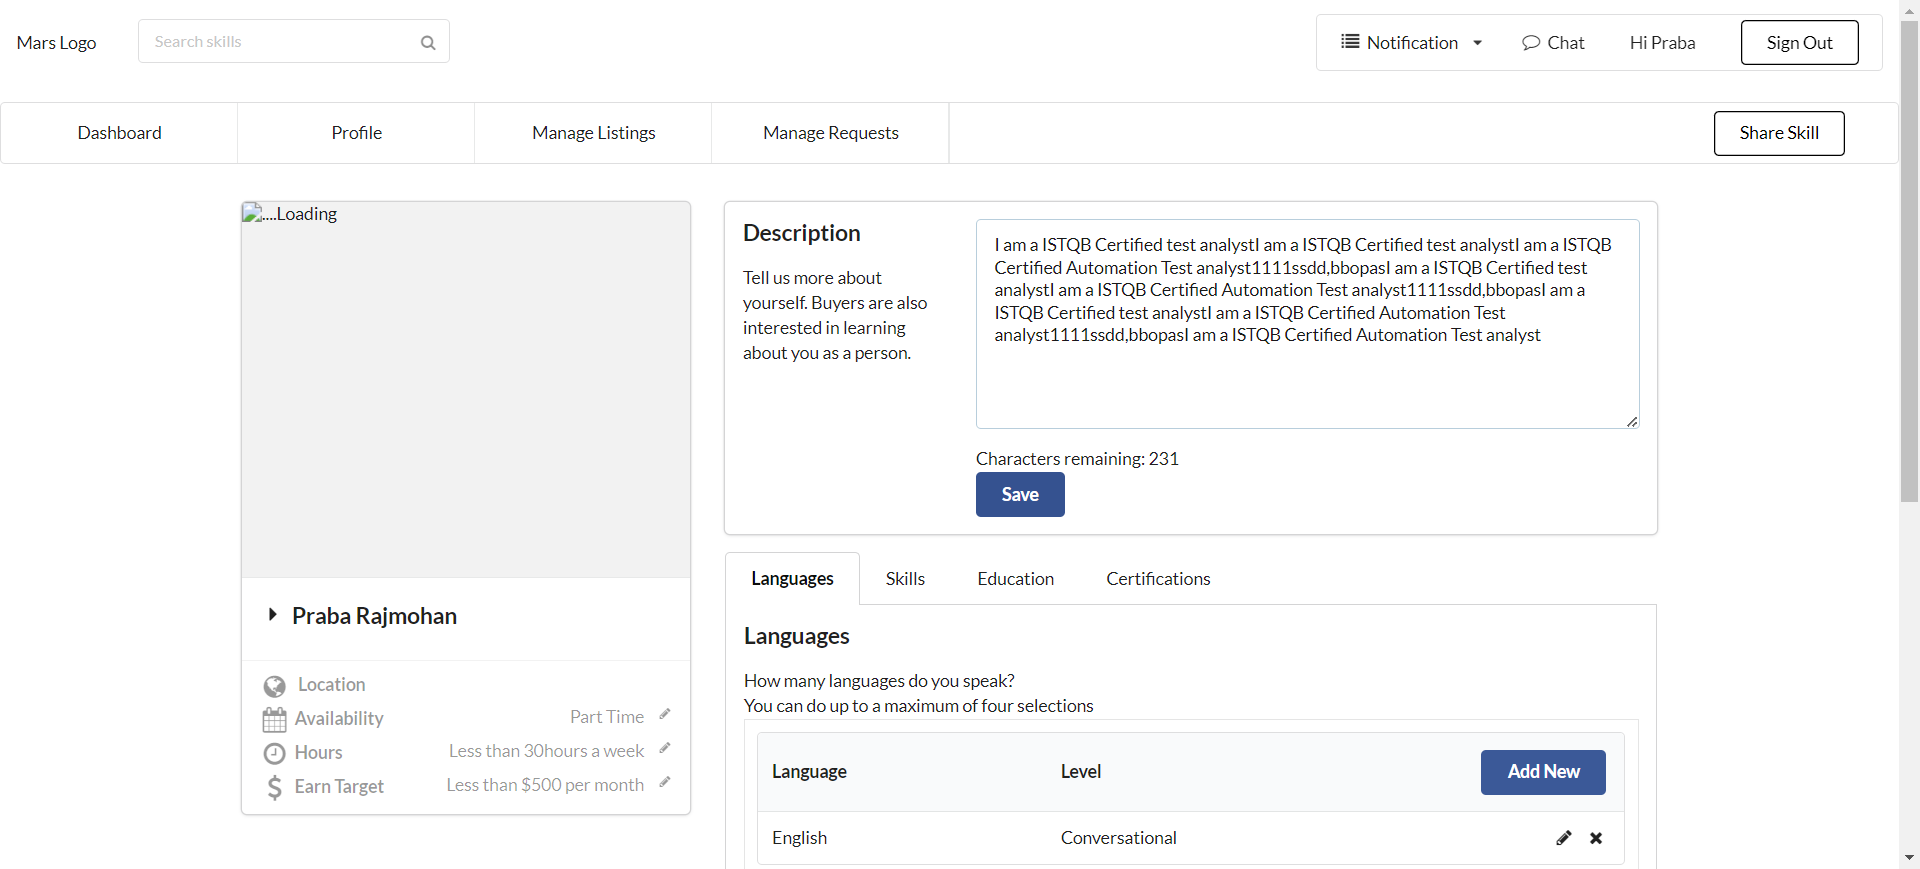 Mars Logo
Search skills
Notification
Chat
Hi Praba
Sign Out
Dashboard
Profile
Manage Listings
Manage Requests
Share Skill
....Loading
Praba Rajmohan
Location
Availability
Part Time
Hours
Less than 30hours a week
Earn Target
Less than $500 per month
Description
Tell us more about
yourself. Buyers are also
interested in learning
about you as a person.
I am a ISTQB Certified test analystI am a ISTQB Certified test analystI am a ISTQB
Certified Automation Test analyst1111ssdd,bbopasI am a ISTQB Certified test
analystI am a ISTQB Certified Automation Test analyst1111ssdd,bbopasI am a
ISTQB Certified test analystI am a ISTQB Certified Automation Test
analyst1111ssdd,bbopasI am a ISTQB Certified Automation Test analyst
Characters remaining: 231
Save
Languages
Skills
Education
Certifications
Languages
How many languages do you speak?
You can do up to a maximum of four selections
Language
Level
Add New
English
Conversational